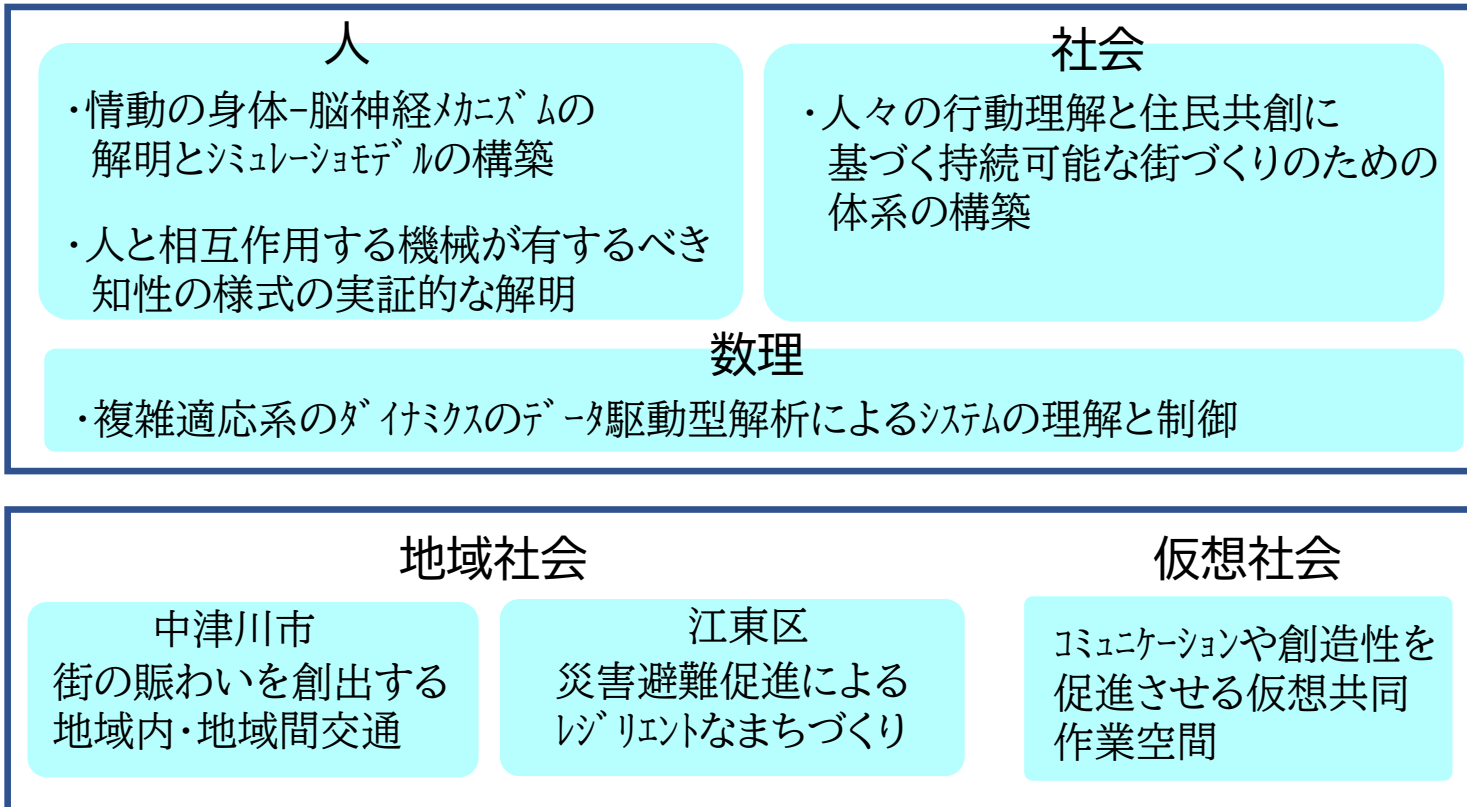 人
・情動の身体-脳神経ﾒｶﾆｽﾞﾑの
解明とｼﾐｭﾚｰｼｮﾓﾃﾞﾙの構築
・人と相互作用する機械が有するべき
知性の様式の実証的な解明
社会
・人々の行動理解と住民共創に
基づく持続可能な街づくりのための
体系の構築
数理
・複雑適応系のﾀﾞｲﾅﾐｸｽのﾃﾞｰﾀ駆動型解析によるｼｽﾃﾑの理解と制御
地域社会
中津川市
街の賑わいを創出する
地域内・地域間交通
江東区
災害避難促進による
ﾚｼﾞﾘｴﾝﾄなまちづくり
仮想社会
ｺﾐｭﾆｹｰｼｮﾝや創造性を
促進させる仮想共同
作業空間